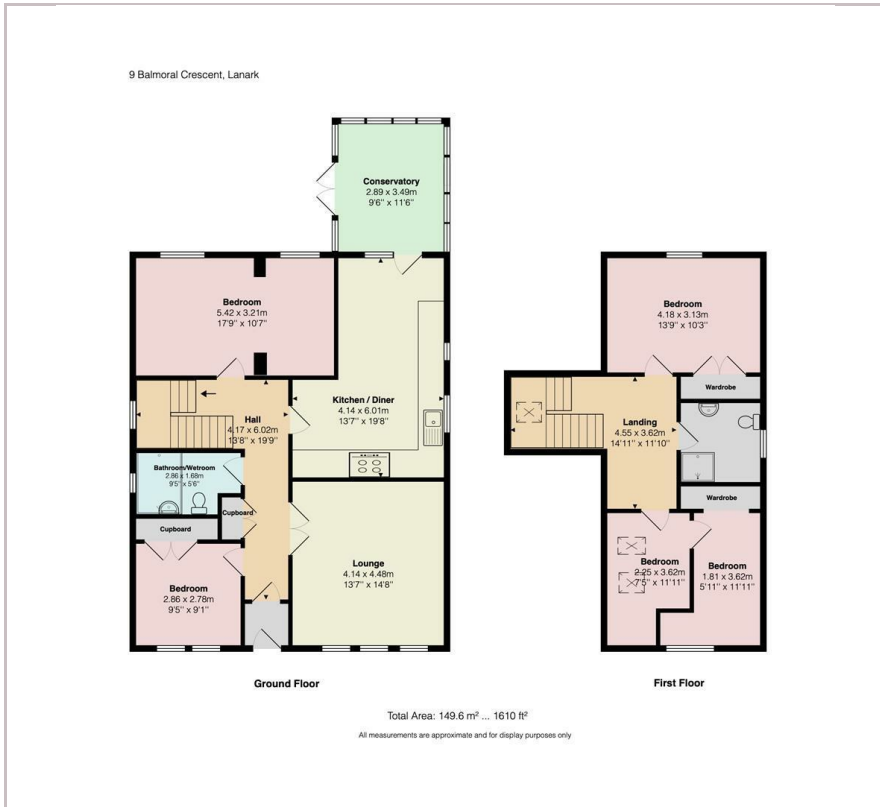 9 Balmoral Crescent, Lanark
Conservatory
2.89 x 3.49m
9'6'' x 11'6''
Bedroom
5.42 x 3.21m
17'9'' x 10'7''
Kitchen / Diner
4.14 x 6.01m
13'7'' x 19'8''
Hall
4.17 x 6.02m
13'8'' x 19'9''
Bathroom/Wetroom
2.86 x 1.68m
9'5'' x 5'6''
Cupboard
Cupboard
Bedroom
2.86 x 2.78m
9'5'' x 9'1''
Lounge
4.14 x 4.48m
13'7'' x 14'8''
Ground Floor
Bedroom
4.18 x 3.13m
13'9'' x 10'3''
Wardrobe
Landing
4.55 x 3.62m
14'11'' x 11'10''
Wardrobe
Bedroom
2.25 x 3.62m
7'5'' x 11'11''
Bedroom
1.81 x 3.62m
5'11'' x 11'11''
First Floor
Total Area: 149.6 m² ... 1610 ft²
All measurements are approximate and for display purposes only